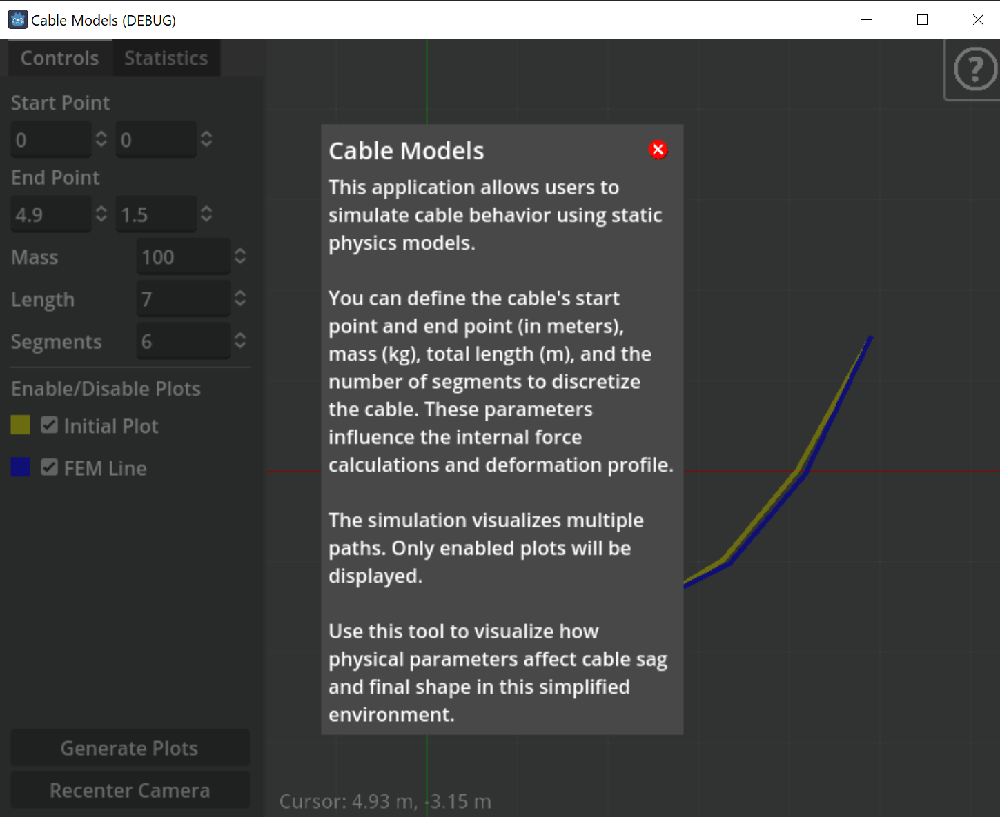 Cable Models (DEBUG)
Controls
Statistics
Start Point
0
0
End Point
4.9
1.5
Mass
100
Length
7
Segments
6
Enable/Disable Plots
Initial Plot
FEM Line
Generate Plots
Recenter Camera
?
Cable Models
This application allows users to
simulate cable behavior using static
physics models.
You can define the cable's start
point and end point (in meters),
mass (kg), total length (m), and the
number of segments to discretize
the cable. These parameters
influence the internal force
calculations and deformation profile.
The simulation visualizes multiple
paths. Only enabled plots will be
displayed.
Use this tool to visualize how
physical parameters affect cable sag
and final shape in this simplified
environment.
Cursor: 4.93 m, -3.15 m